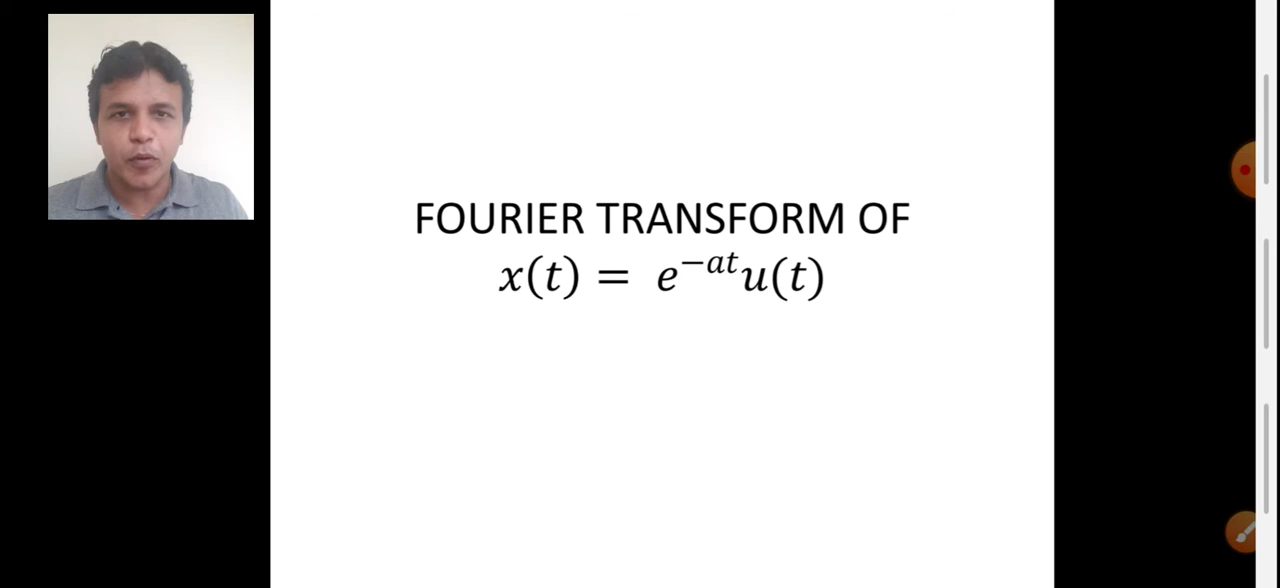 FOURIER TRANSFORM OF
x(t) = e^{-at}u(t)